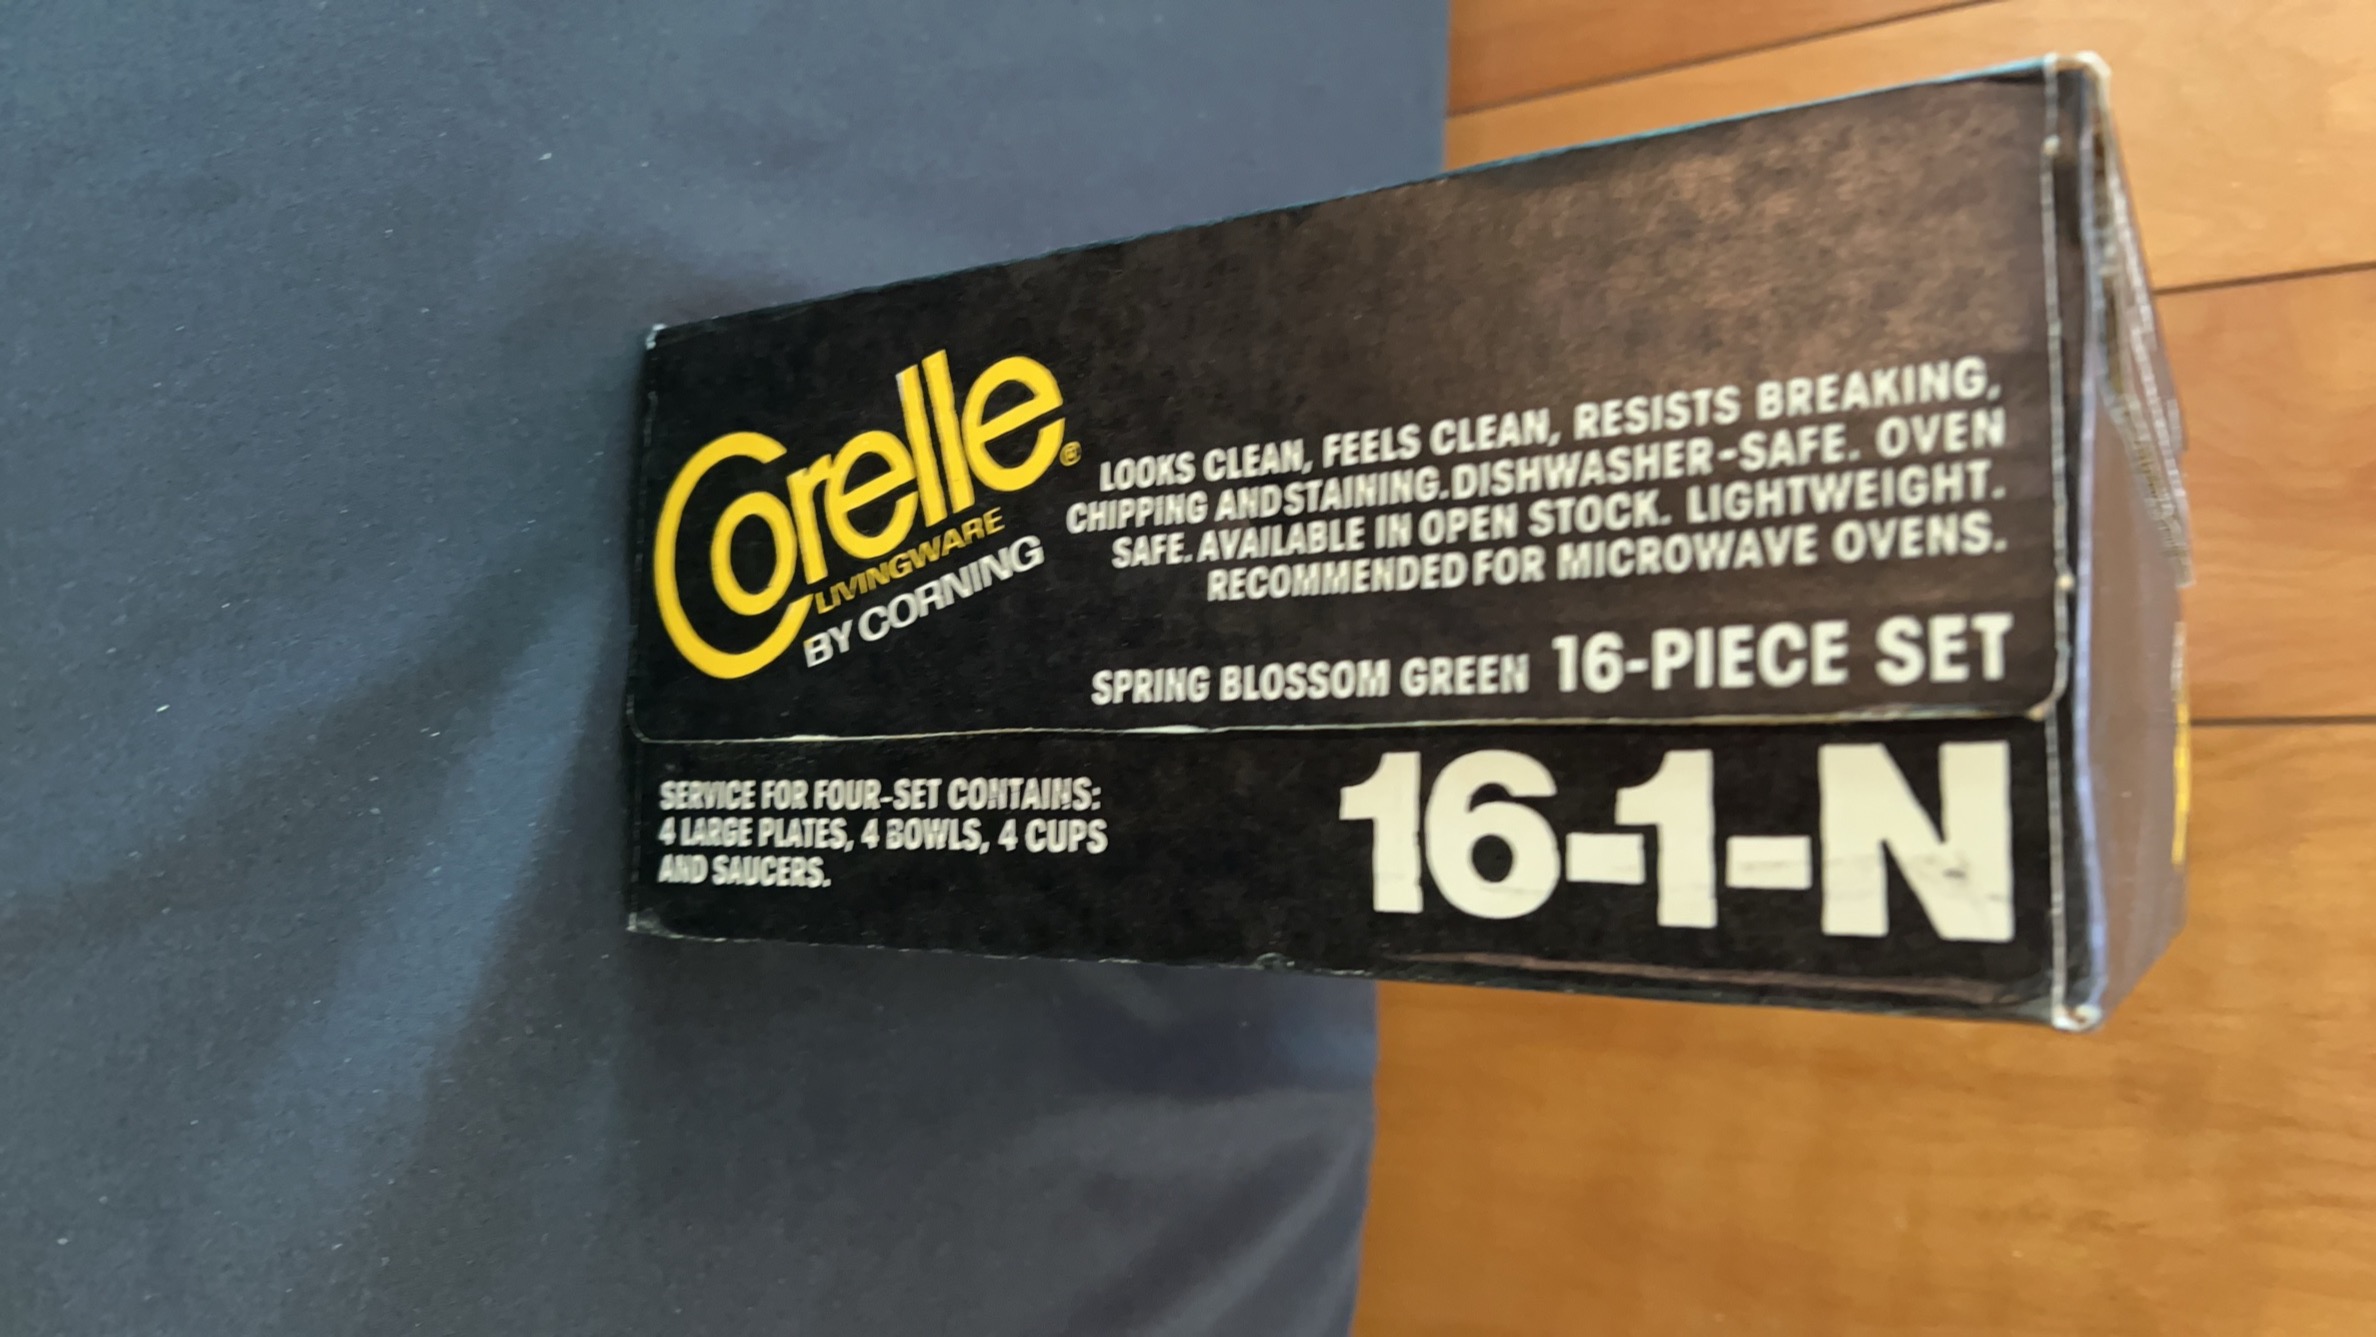 Corelle®
LIVINGWARE
BY CORNING
LOOKS CLEAN, FEELS CLEAN, RESISTS BREAKING,
CHIPPING AND STAINING. DISHWASHER-SAFE. OVEN
SAFE. AVAILABLE IN OPEN STOCK. LIGHTWEIGHT.
RECOMMENDED FOR MICROWAVE OVENS.
SPRING BLOSSOM GREEN 16-PIECE SET
SERVICE FOR FOUR-SET CONTAINS:
4 LARGE PLATES, 4 BOWLS, 4 CUPS
AND SAUCERS.
16-1-N